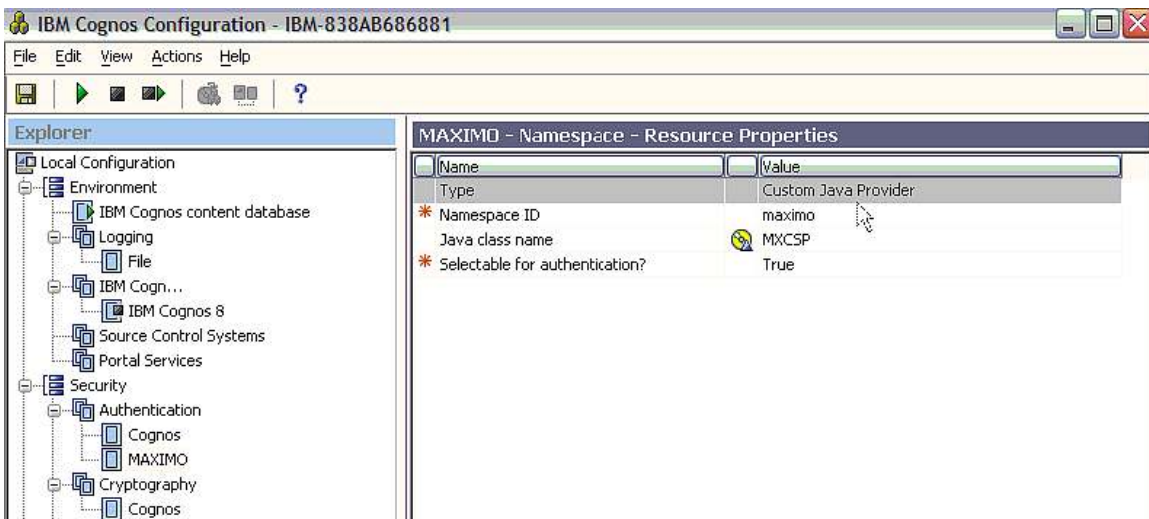 IBM Cognos Configuration - IBM-838AB686881
File Edit View Actions Help
Explorer
Local Configuration
Environment
IBM Cognos content database
Logging
File
IBM Cogn...
IBM Cognos 8
Source Control Systems
Portal Services
Security
Authentication
Cognos
MAXIMO
Cryptography
Cognos
MAXIMO - Namespace - Resource Properties
Name Value
Type Custom Java Provider
* Namespace ID maximo
Java class name MXCSP
* Selectable for authentication? True